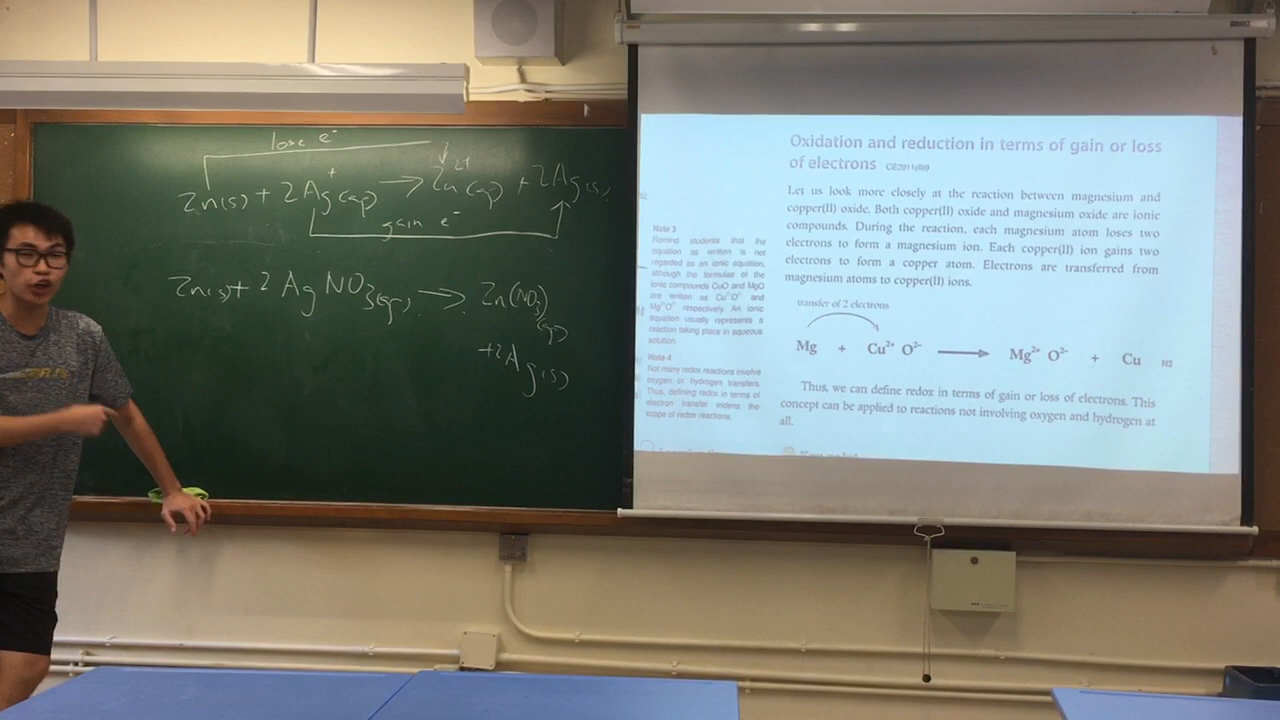 lose e⁻
Zn(s) + 2Ag⁺(aq) → Zn²⁺(aq) + 2Ag(s)
gain e⁻
Zn(s) + 2AgNO₃(aq) → Zn(NO₃)₂(aq)
+2Ag(s)
Oxidation and reduction in terms of gain or loss
of electrons
Let us look more closely at the reaction between magnesium and
copper(II) oxide. Both copper(II) oxide and magnesium oxide are ionic
compounds. During the reaction, each magnesium atom loses two
electrons to form a magnesium ion. Each copper(II) ion gains two
electrons to form a copper atom. Electrons are transferred from
magnesium atoms to copper(II) ions.
transfer of 2 electrons
Mg + Cu²⁺ O²⁻ → Mg²⁺ O²⁻ + Cu N3
Thus, we can define redox in terms of gain or loss of electrons. This
concept can be applied to reactions not involving oxygen and hydrogen at
all.
Note 3
Remind students that the
equation as written is not
regarded as an ionic equation,
although the formulae of the
ionic compounds CuO and MgO
are written as Cu²⁺O²⁻ and
Mg²⁺O²⁻ respectively. An ionic
equation usually represents a
reaction taking place in aqueous
solution.
Note 4
Not many redox reactions involve
oxygen or hydrogen transfers.
Thus, defining redox in terms of
electron transfer widens the
scope of redox reactions.